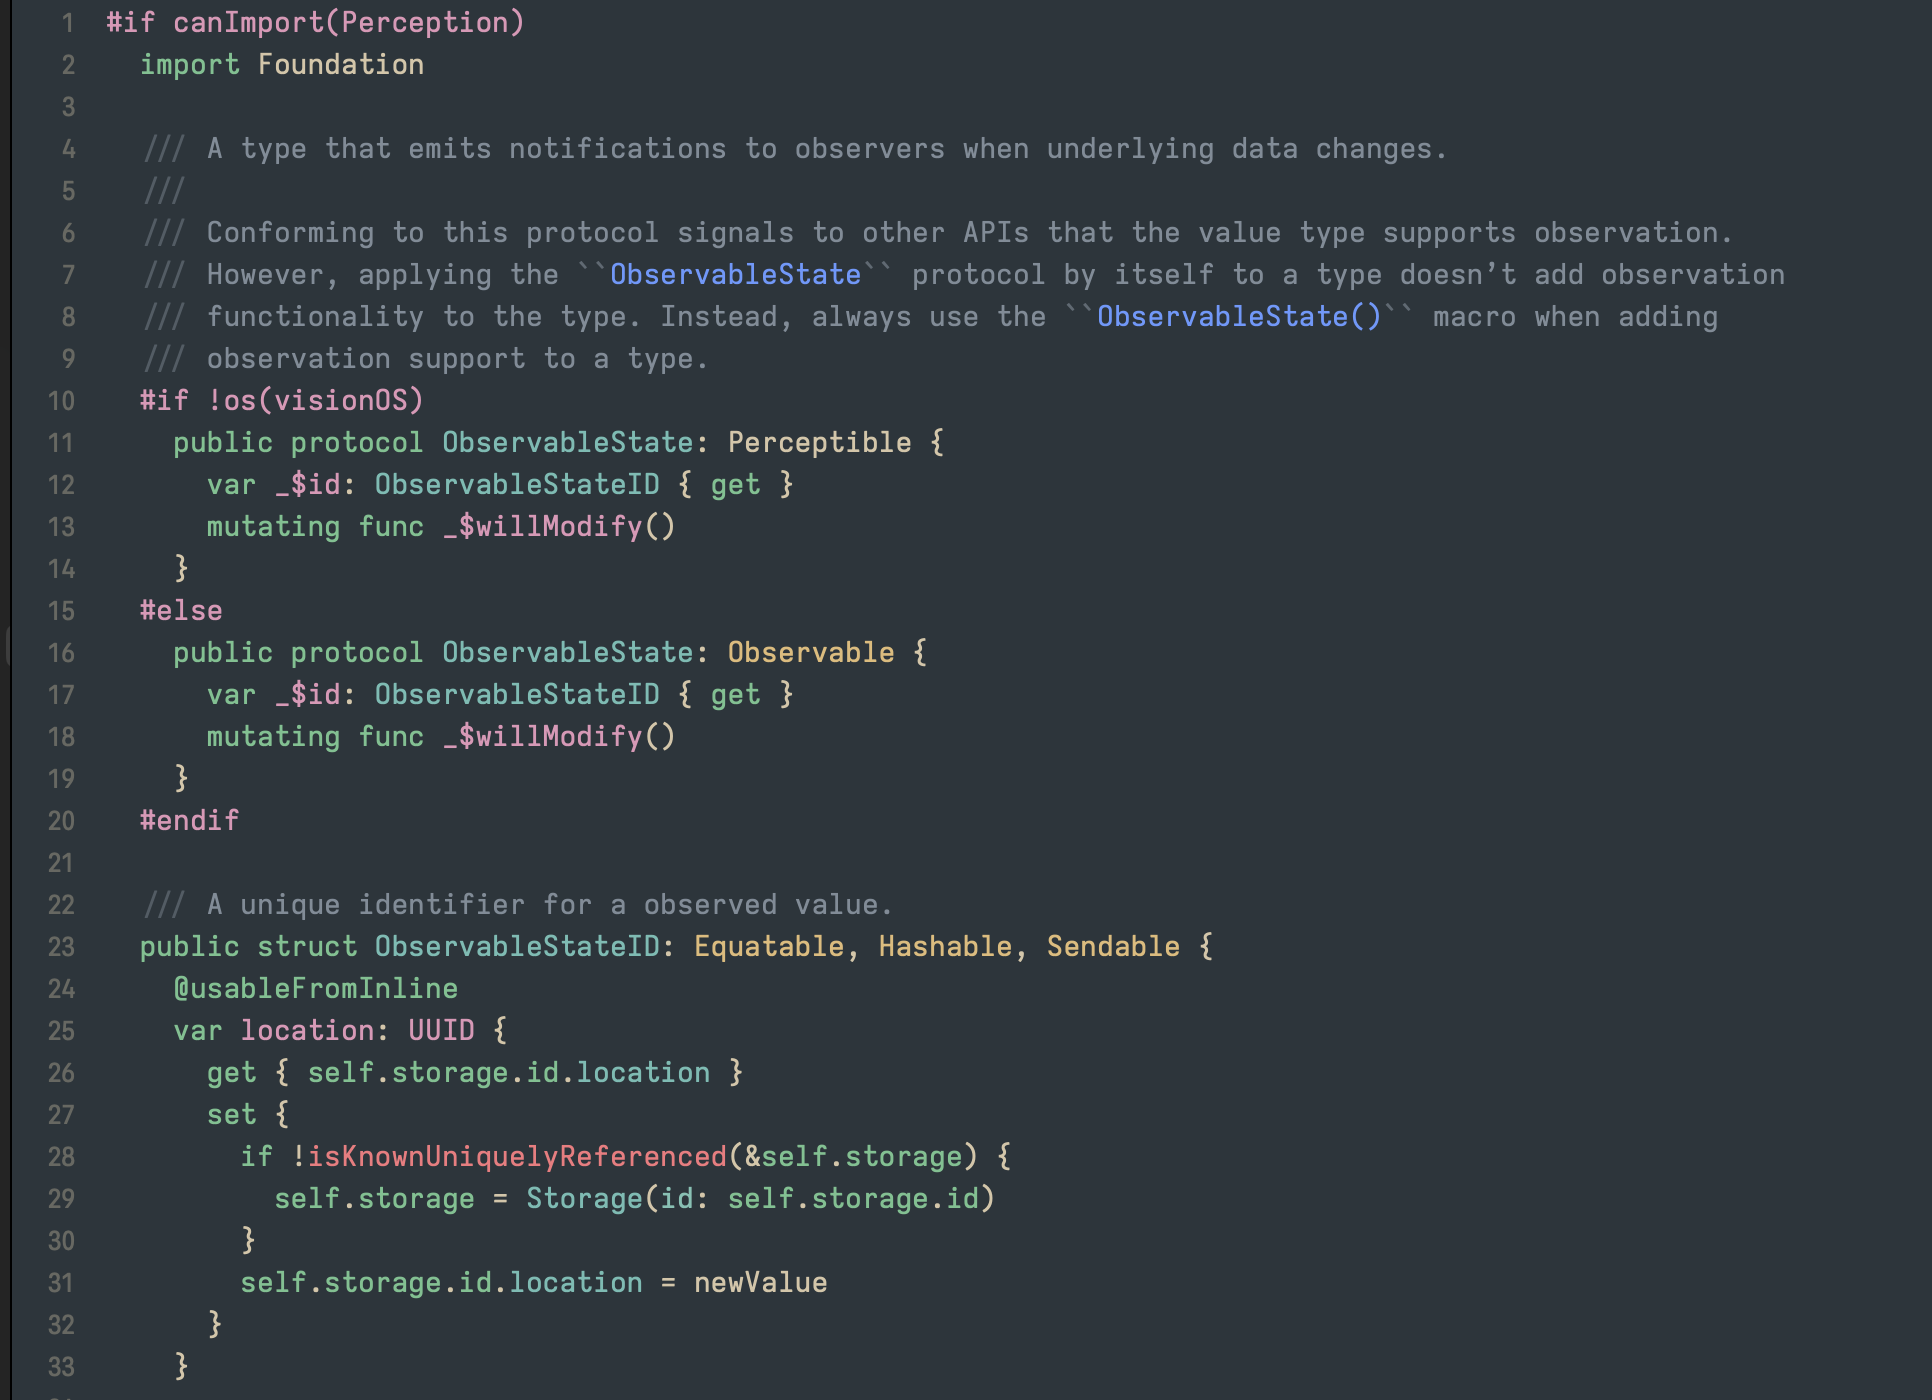 1 #if canImport(Perception)
2   import Foundation
3
4   /// A type that emits notifications to observers when underlying data changes.
5   ///
6   /// Conforming to this protocol signals to other APIs that the value type supports observation.
7   /// However, applying the ``ObservableState`` protocol by itself to a type doesn’t add observation
8   /// functionality to the type. Instead, always use the ``ObservableState()`` macro when adding
9   /// observation support to a type.
10   #if !os(visionOS)
11     public protocol ObservableState: Perceptible {
12       var _$id: ObservableStateID { get }
13       mutating func _$willModify()
14     }
15   #else
16     public protocol ObservableState: Observable {
17       var _$id: ObservableStateID { get }
18       mutating func _$willModify()
19     }
20   #endif
21
22   /// A unique identifier for a observed value.
23   public struct ObservableStateID: Equatable, Hashable, Sendable {
24     @usableFromInline
25     var location: UUID {
26       get { self.storage.id.location }
27       set {
28         if !isKnownUniquelyReferenced(&self.storage) {
29           self.storage = Storage(id: self.storage.id)
30         }
31         self.storage.id.location = newValue
32       }
33     }